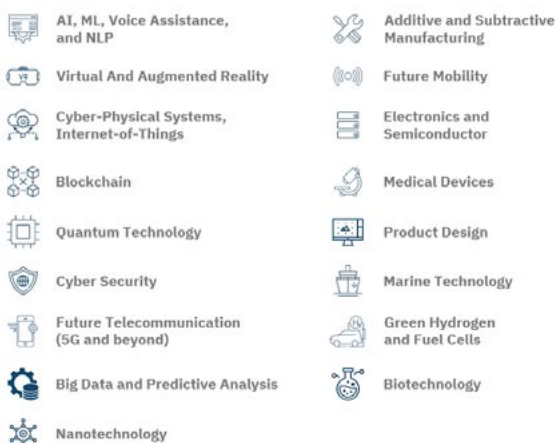 AI, ML, Voice Assistance,
and NLP
VR
Virtual And Augmented Reality
Cyber-Physical Systems,
Internet-of-Things
Blockchain
Quantum Technology
Cyber Security
Future Telecommunication
(5G and beyond)
Big Data and Predictive Analysis
Nanotechnology
Additive and Subtractive
Manufacturing
Future Mobility
Electronics and
Semiconductor
Medical Devices
Product Design
Marine Technology
Green Hydrogen
and Fuel Cells
Biotechnology